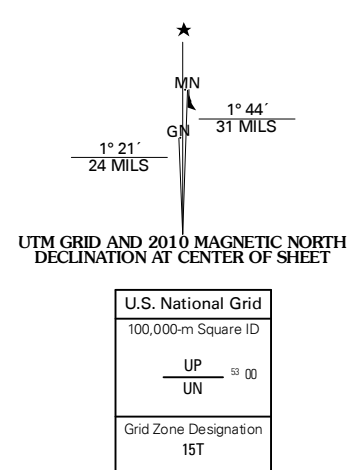 MN
1° 44´
31 MILS
GN
1° 21´
24 MILS
UTM GRID AND 2010 MAGNETIC NORTH
DECLINATION AT CENTER OF SHEET
U.S. National Grid
100,000-m Square ID
UP
53 00
UN
Grid Zone Designation
15T